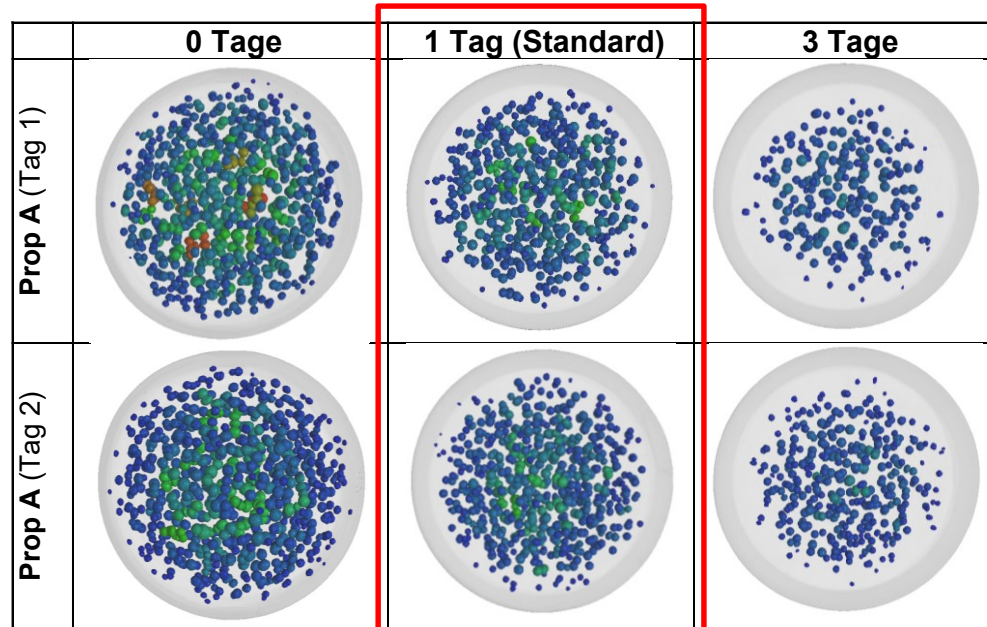 0 Tage
1 Tag (Standard)
3 Tage
Prop A (Tag 1)
Prop A (Tag 2)